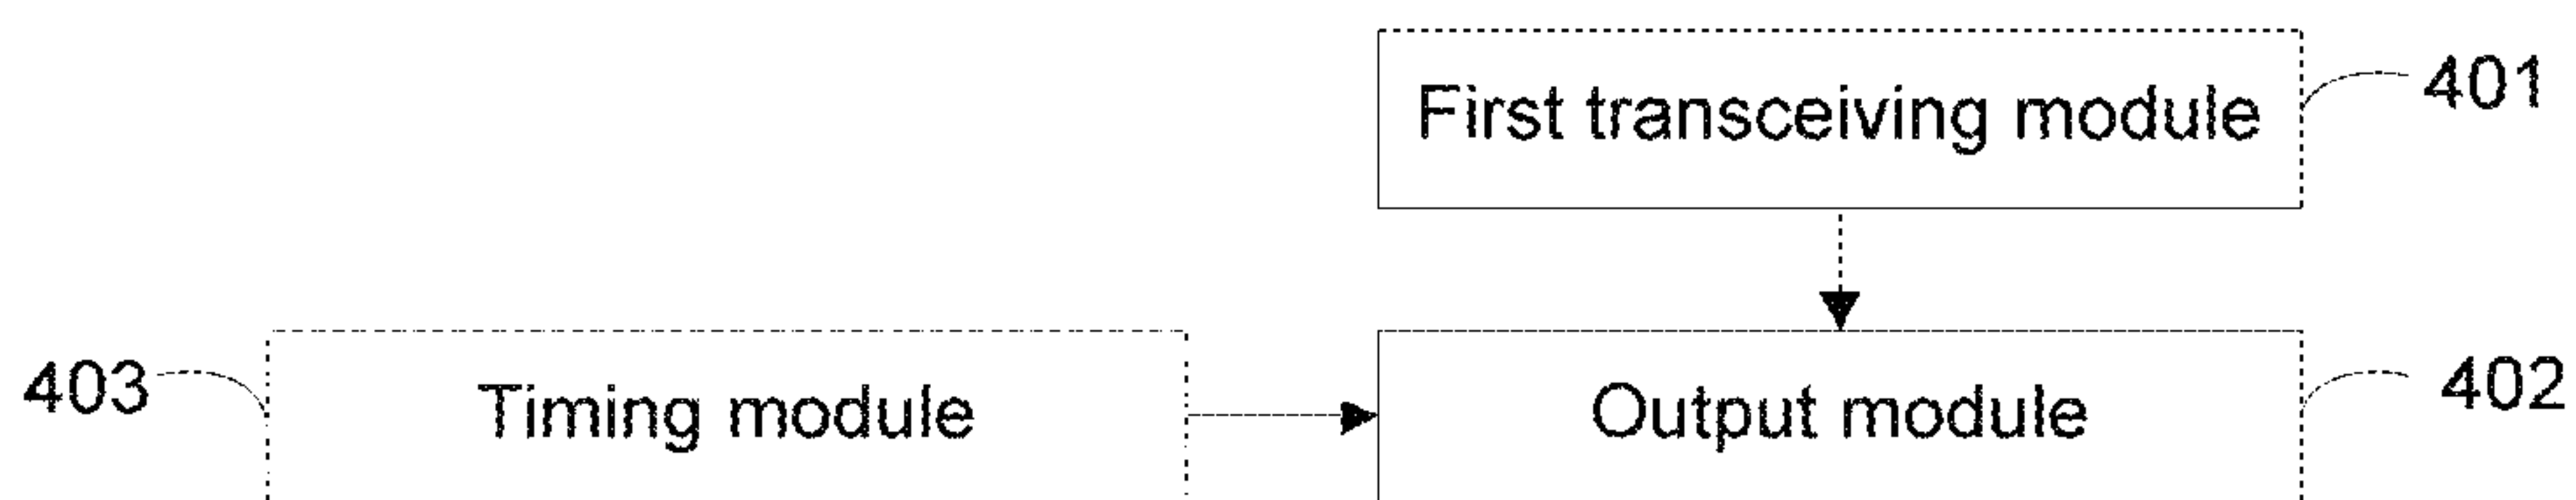 First transceiving module
401
403
Timing module
Output module
402